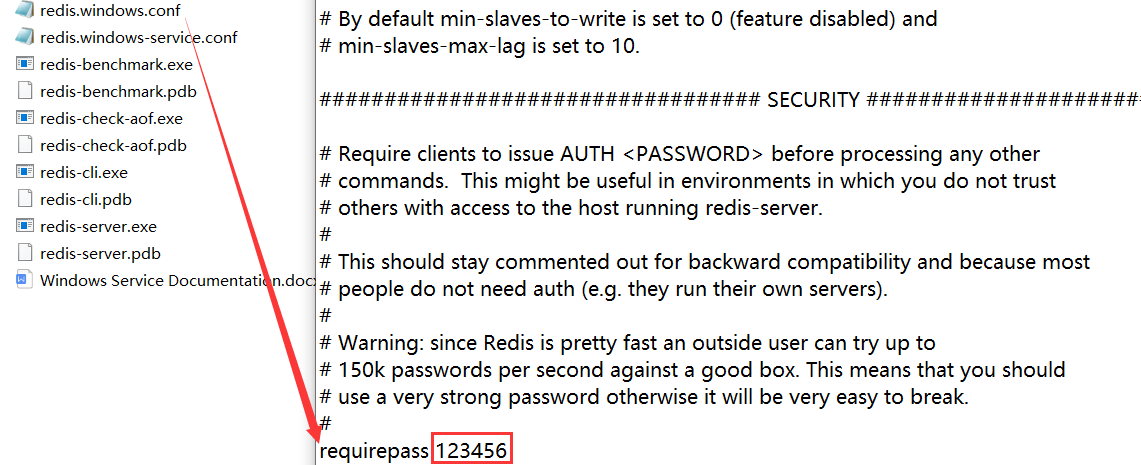 redis.windows.conf
redis.windows-service.conf
redis-benchmark.exe
redis-benchmark.pdb
redis-check-aof.exe
redis-check-aof.pdb
redis-cli.exe
redis-cli.pdb
redis-server.exe
redis-server.pdb
Windows Service Documentation.docx
# By default min-slaves-to-write is set to 0 (feature disabled) and
# min-slaves-max-lag is set to 10.
################################## SECURITY ######################
# Require clients to issue AUTH <PASSWORD> before processing any other
# commands.  This might be useful in environments in which you do not trust
# others with access to the host running redis-server.
#
# This should stay commented out for backward compatibility and because most
# people do not need auth (e.g. they run their own servers).
#
# Warning: since Redis is pretty fast an outside user can try up to
# 150k passwords per second against a good box. This means that you should
# use a very strong password otherwise it will be very easy to break.
#
requirepass 123456